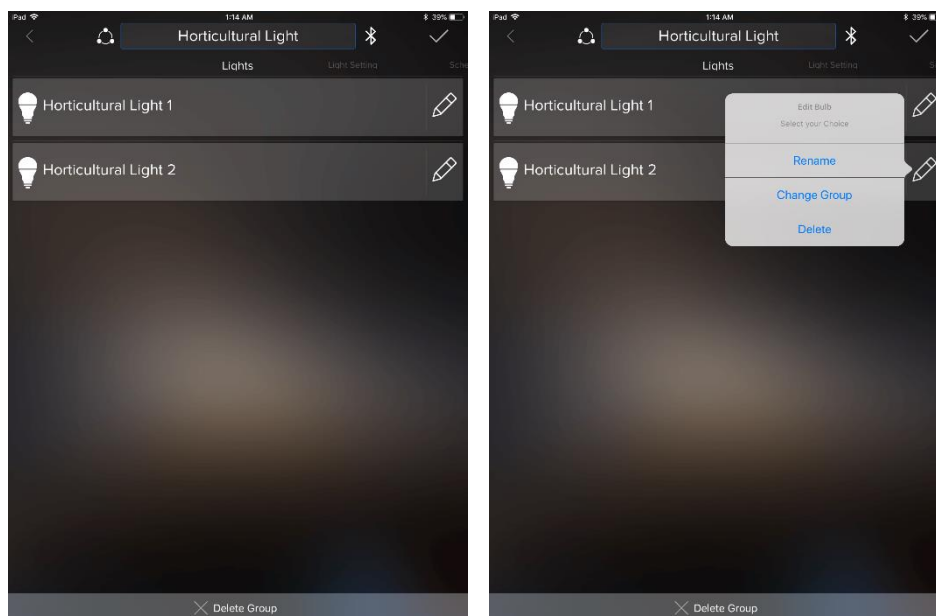 iPad 1:14 AM 39%
Horticultural Light
Lights Light Setting Sche
Horticultural Light 1
Horticultural Light 2
Delete Group
iPad 1:14 AM 39%
Horticultural Light
Lights Light Setting S
Horticultural Light 1
Horticultural Light 2
Edit Bulb
Select your Choice
Rename
Change Group
Delete
Delete Group